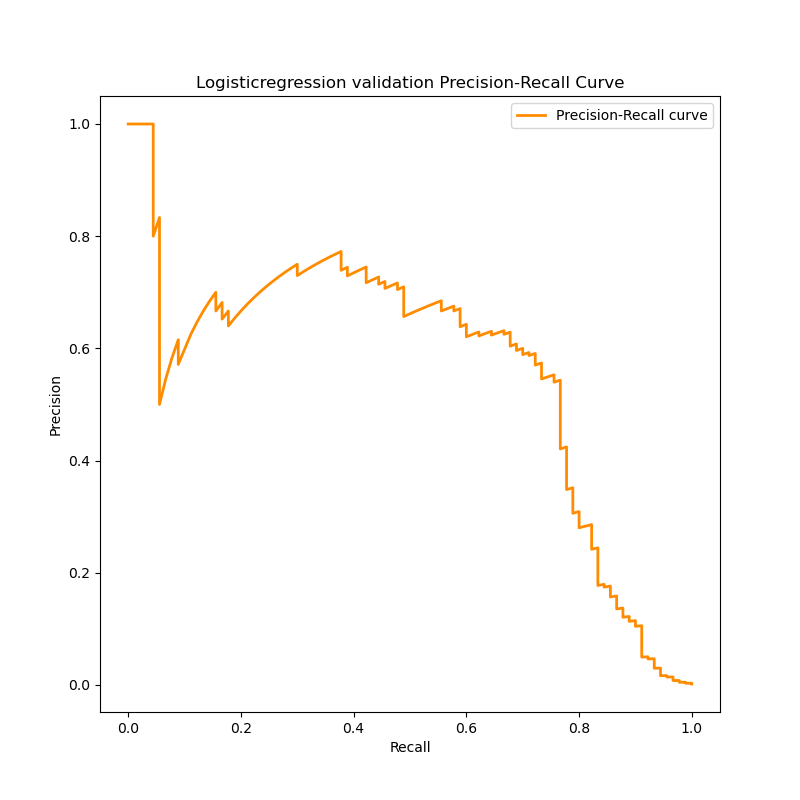 Logisticregression validation Precision-Recall Curve
Precision-Recall curve
1.0
0.8
0.6
0.4
0.2
0.0
Precision
0.0 0.2 0.4 0.6 0.8 1.0
Recall